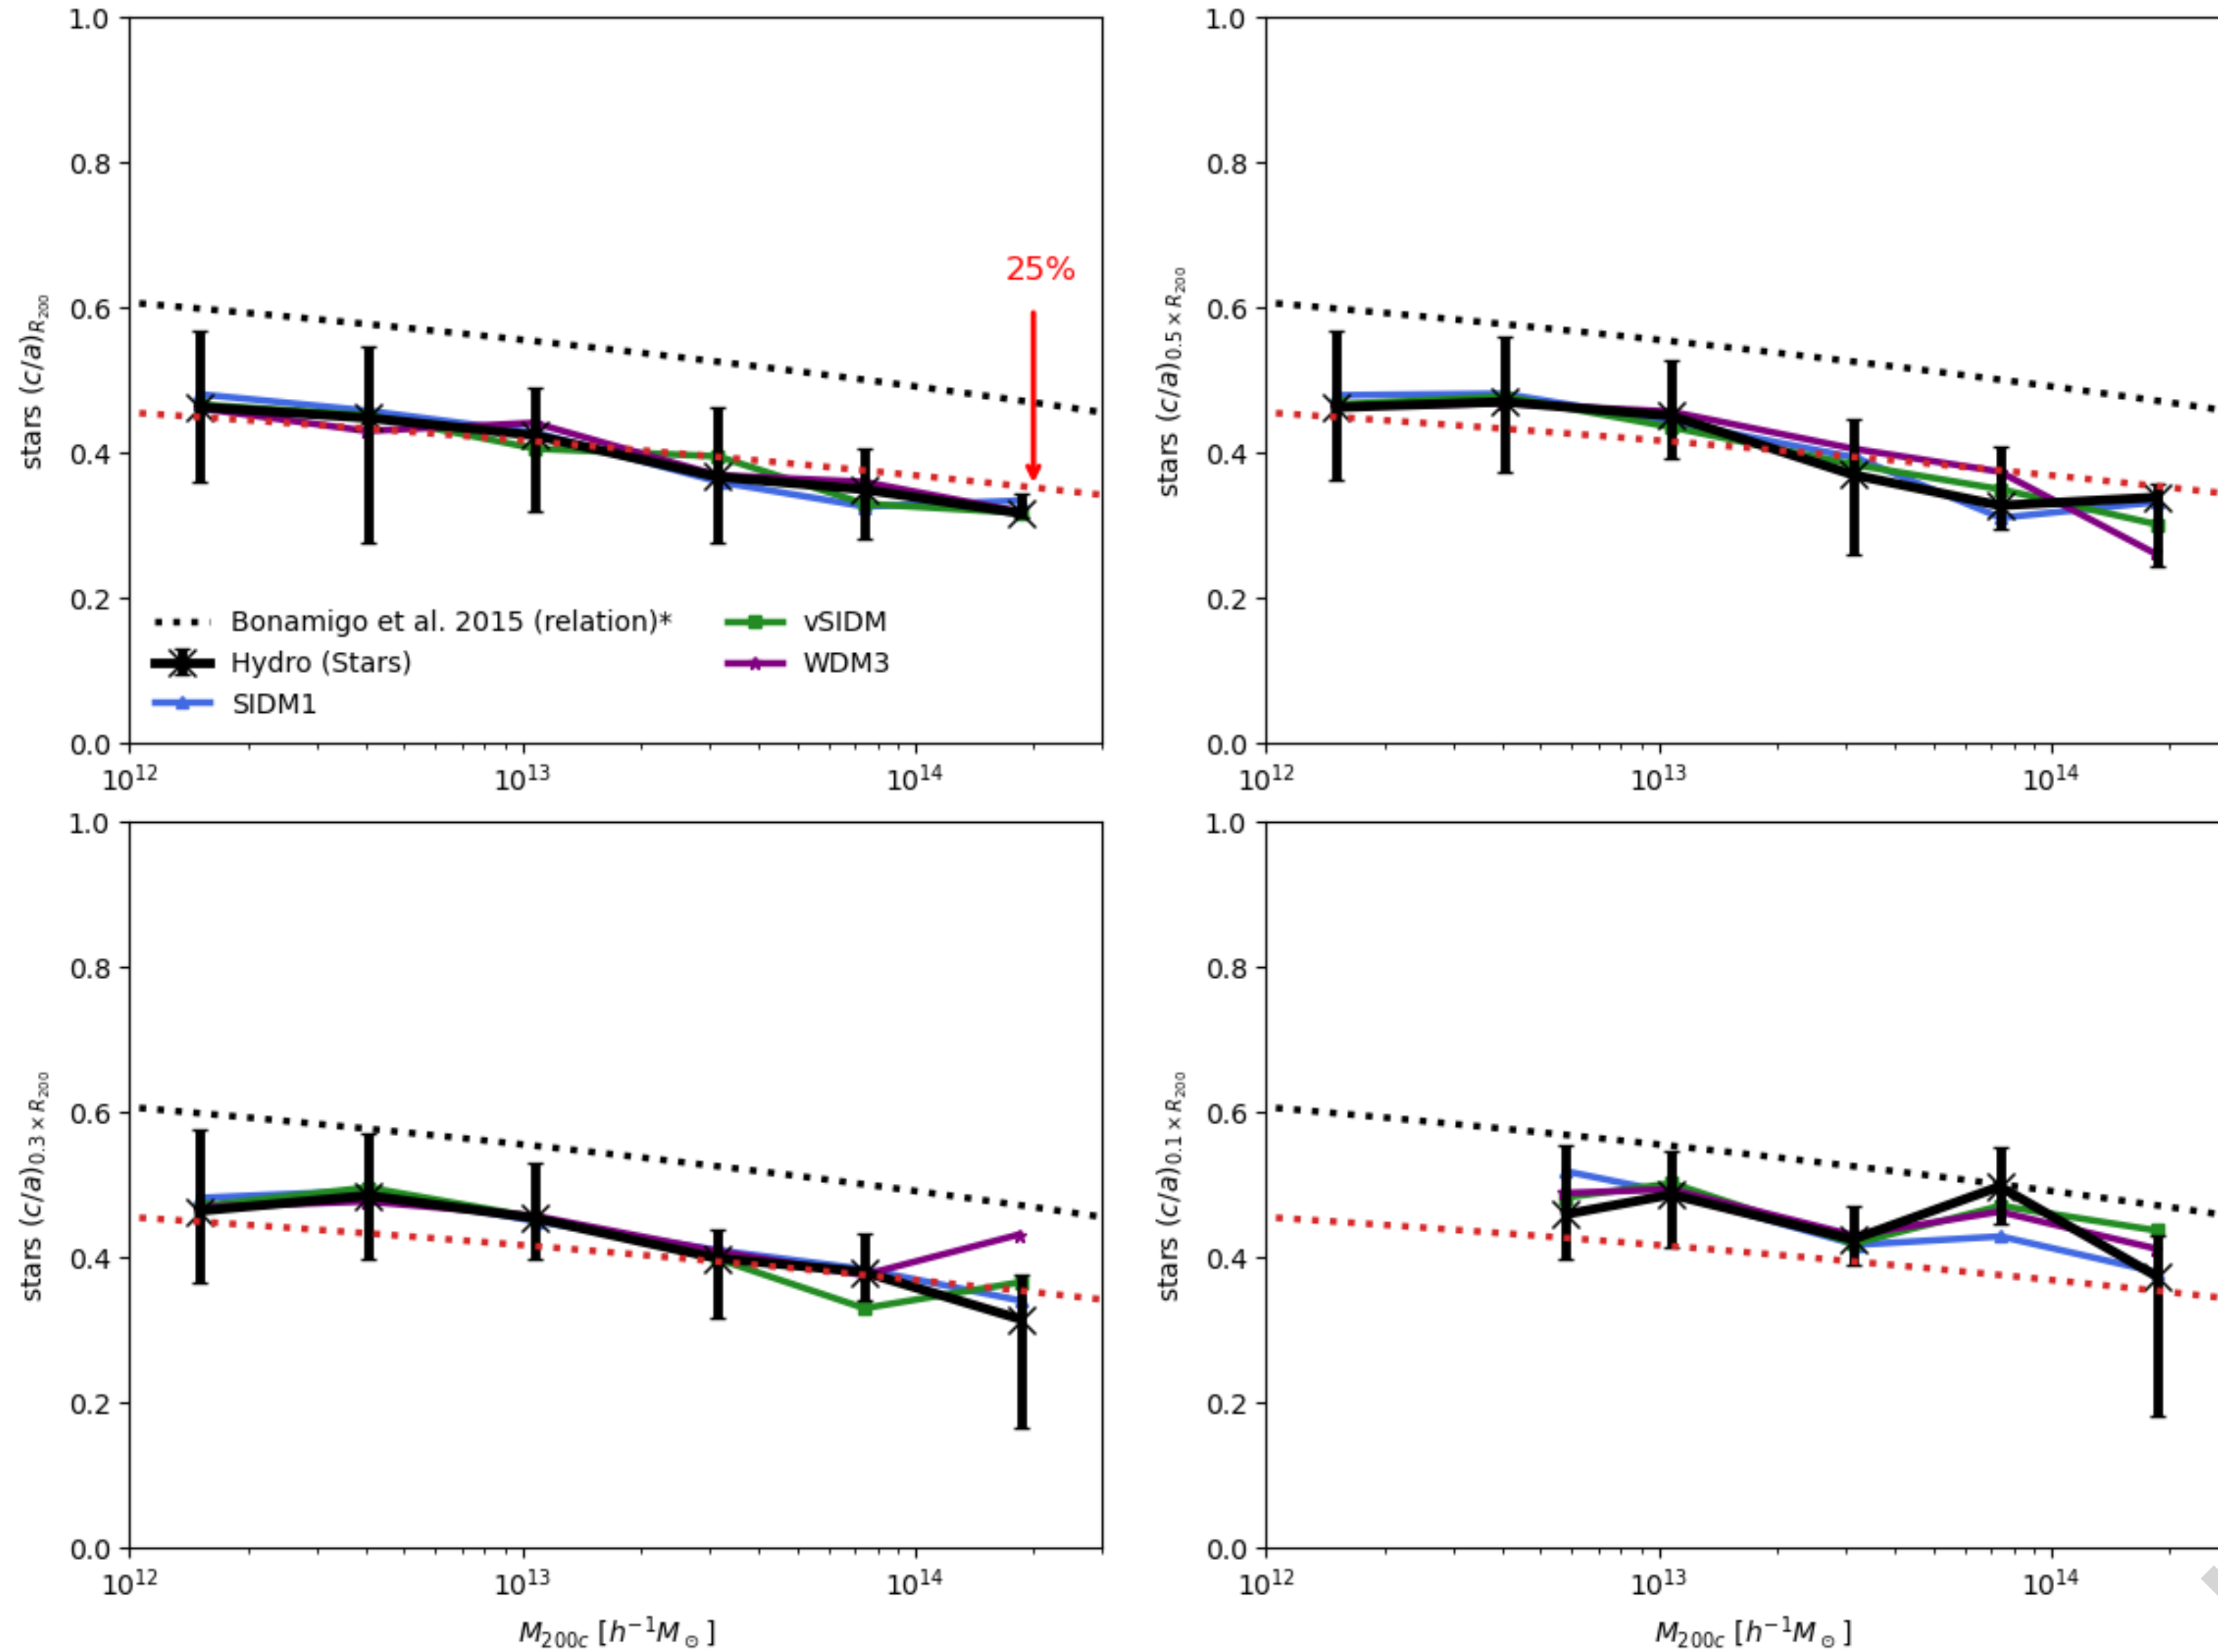 1.0
0.8
0.6
0.4
0.2
0.0
stars (c/a)R₂₀₀
25%
Bonamigo et al. 2015 (relation)*
Hydro (Stars)
SIDM1
vSIDM
WDM3
10¹² 10¹³ 10¹⁴
1.0
0.8
0.6
0.4
0.2
0.0
stars (c/a)0.5 × R₂₀₀
10¹² 10¹³ 10¹⁴
1.0
0.8
0.6
0.4
0.2
0.0
stars (c/a)0.3 × R₂₀₀
10¹² 10¹³ 10¹⁴
M₂₀₀c [h⁻¹M⊙]
1.0
0.8
0.6
0.4
0.2
0.0
stars (c/a)0.1 × R₂₀₀
10¹² 10¹³ 10¹⁴
M₂₀₀c [h⁻¹M⊙]